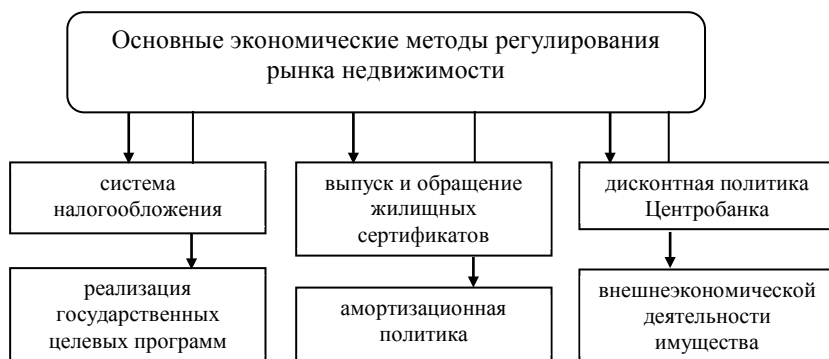 Основные экономические методы регулирования
рынка недвижимости
система
налогообложения
выпуск и обращение
жилищных
сертификатов
дисконтная политика
Центробанка
реализация
государственных
целевых программ
амортизационная
политика
внешнеэкономической
деятельности
имущества